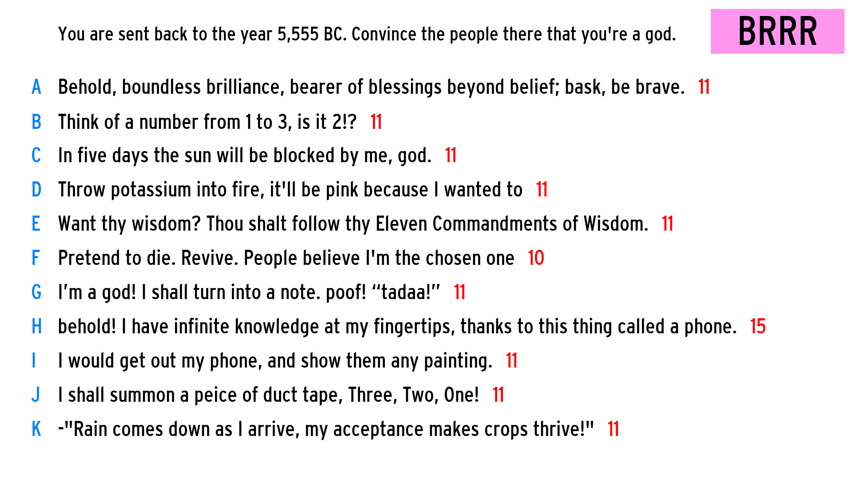 You are sent back to the year 5,555 BC. Convince the people there that you're a god.
BRRR
A Behold, boundless brilliance, bearer of blessings beyond belief; bask, be brave. 11
B Think of a number from 1 to 3, is it 2!? 11
C In five days the sun will be blocked by me, god. 11
D Throw potassium into fire, it'll be pink because I wanted to 11
E Want thy wisdom? Thou shalt follow thy Eleven Commandments of Wisdom. 11
F Pretend to die. Revive. People believe I'm the chosen one 10
G I’m a god! I shall turn into a note. poof! “tadaa!” 11
H behold! I have infinite knowledge at my fingertips, thanks to this thing called a phone. 15
I I would get out my phone, and show them any painting. 11
J I shall summon a peice of duct tape, Three, Two, One! 11
K -"Rain comes down as I arrive, my acceptance makes crops thrive!" 11